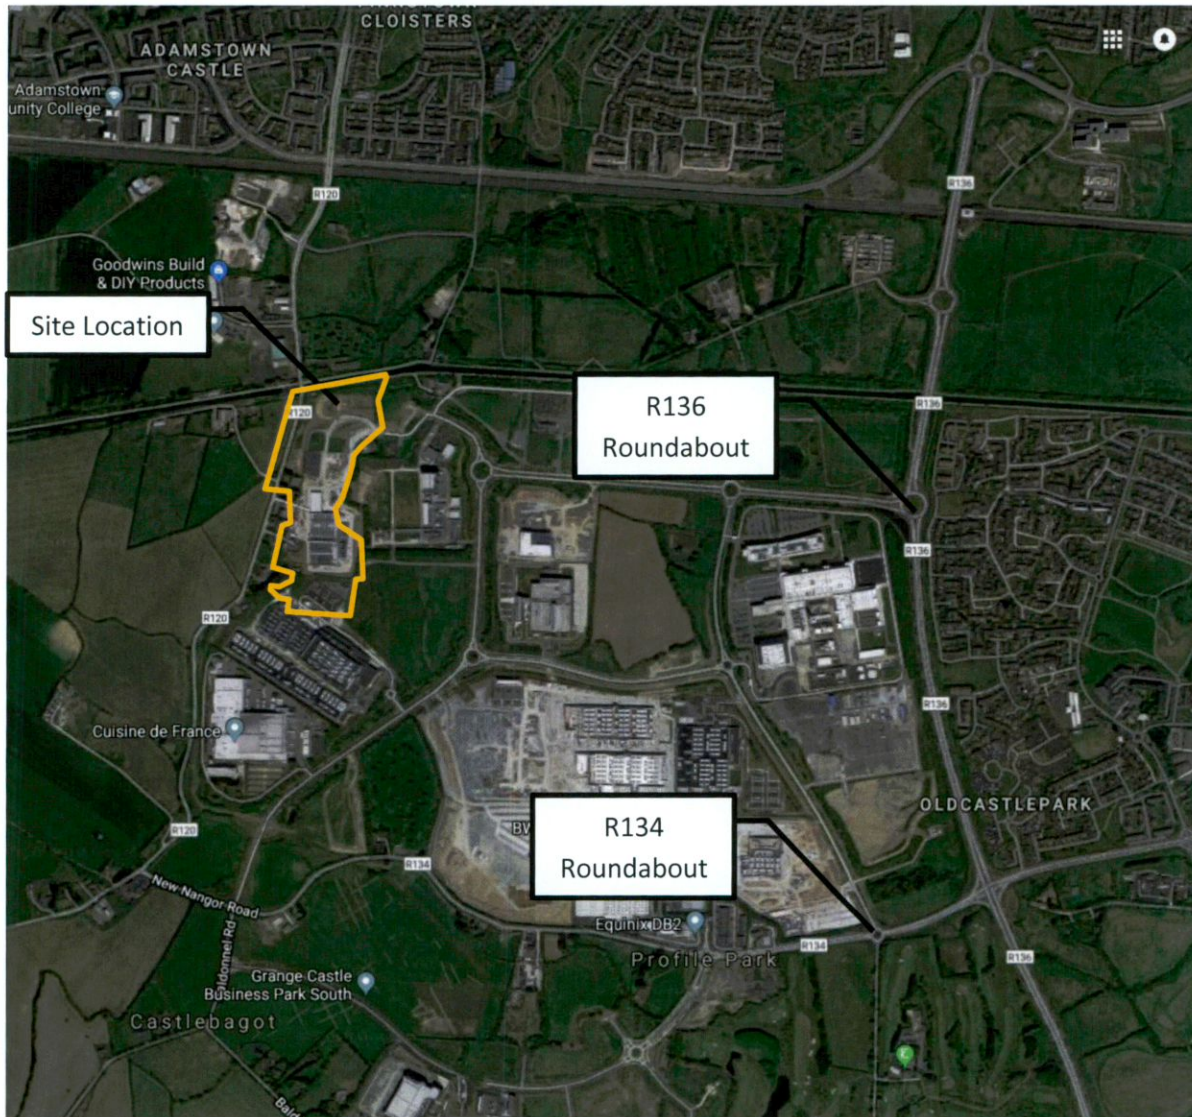 CLOISTERS
ADAMSTOWN
CASTLE
Adamstown
unity College
R120
R136
Goodwins Build
& DIY Products
Site Location
R120
R136
Roundabout
R136
R136
R120
R136
Cuisine de France
OLDCASTLEPARK
R134
Roundabout
R120
R134
New Nangor Road
Equinix DB2
R134
Profile Park
R136
aldonnel Rd
Grange Castle
Business Park South
Castlebagot